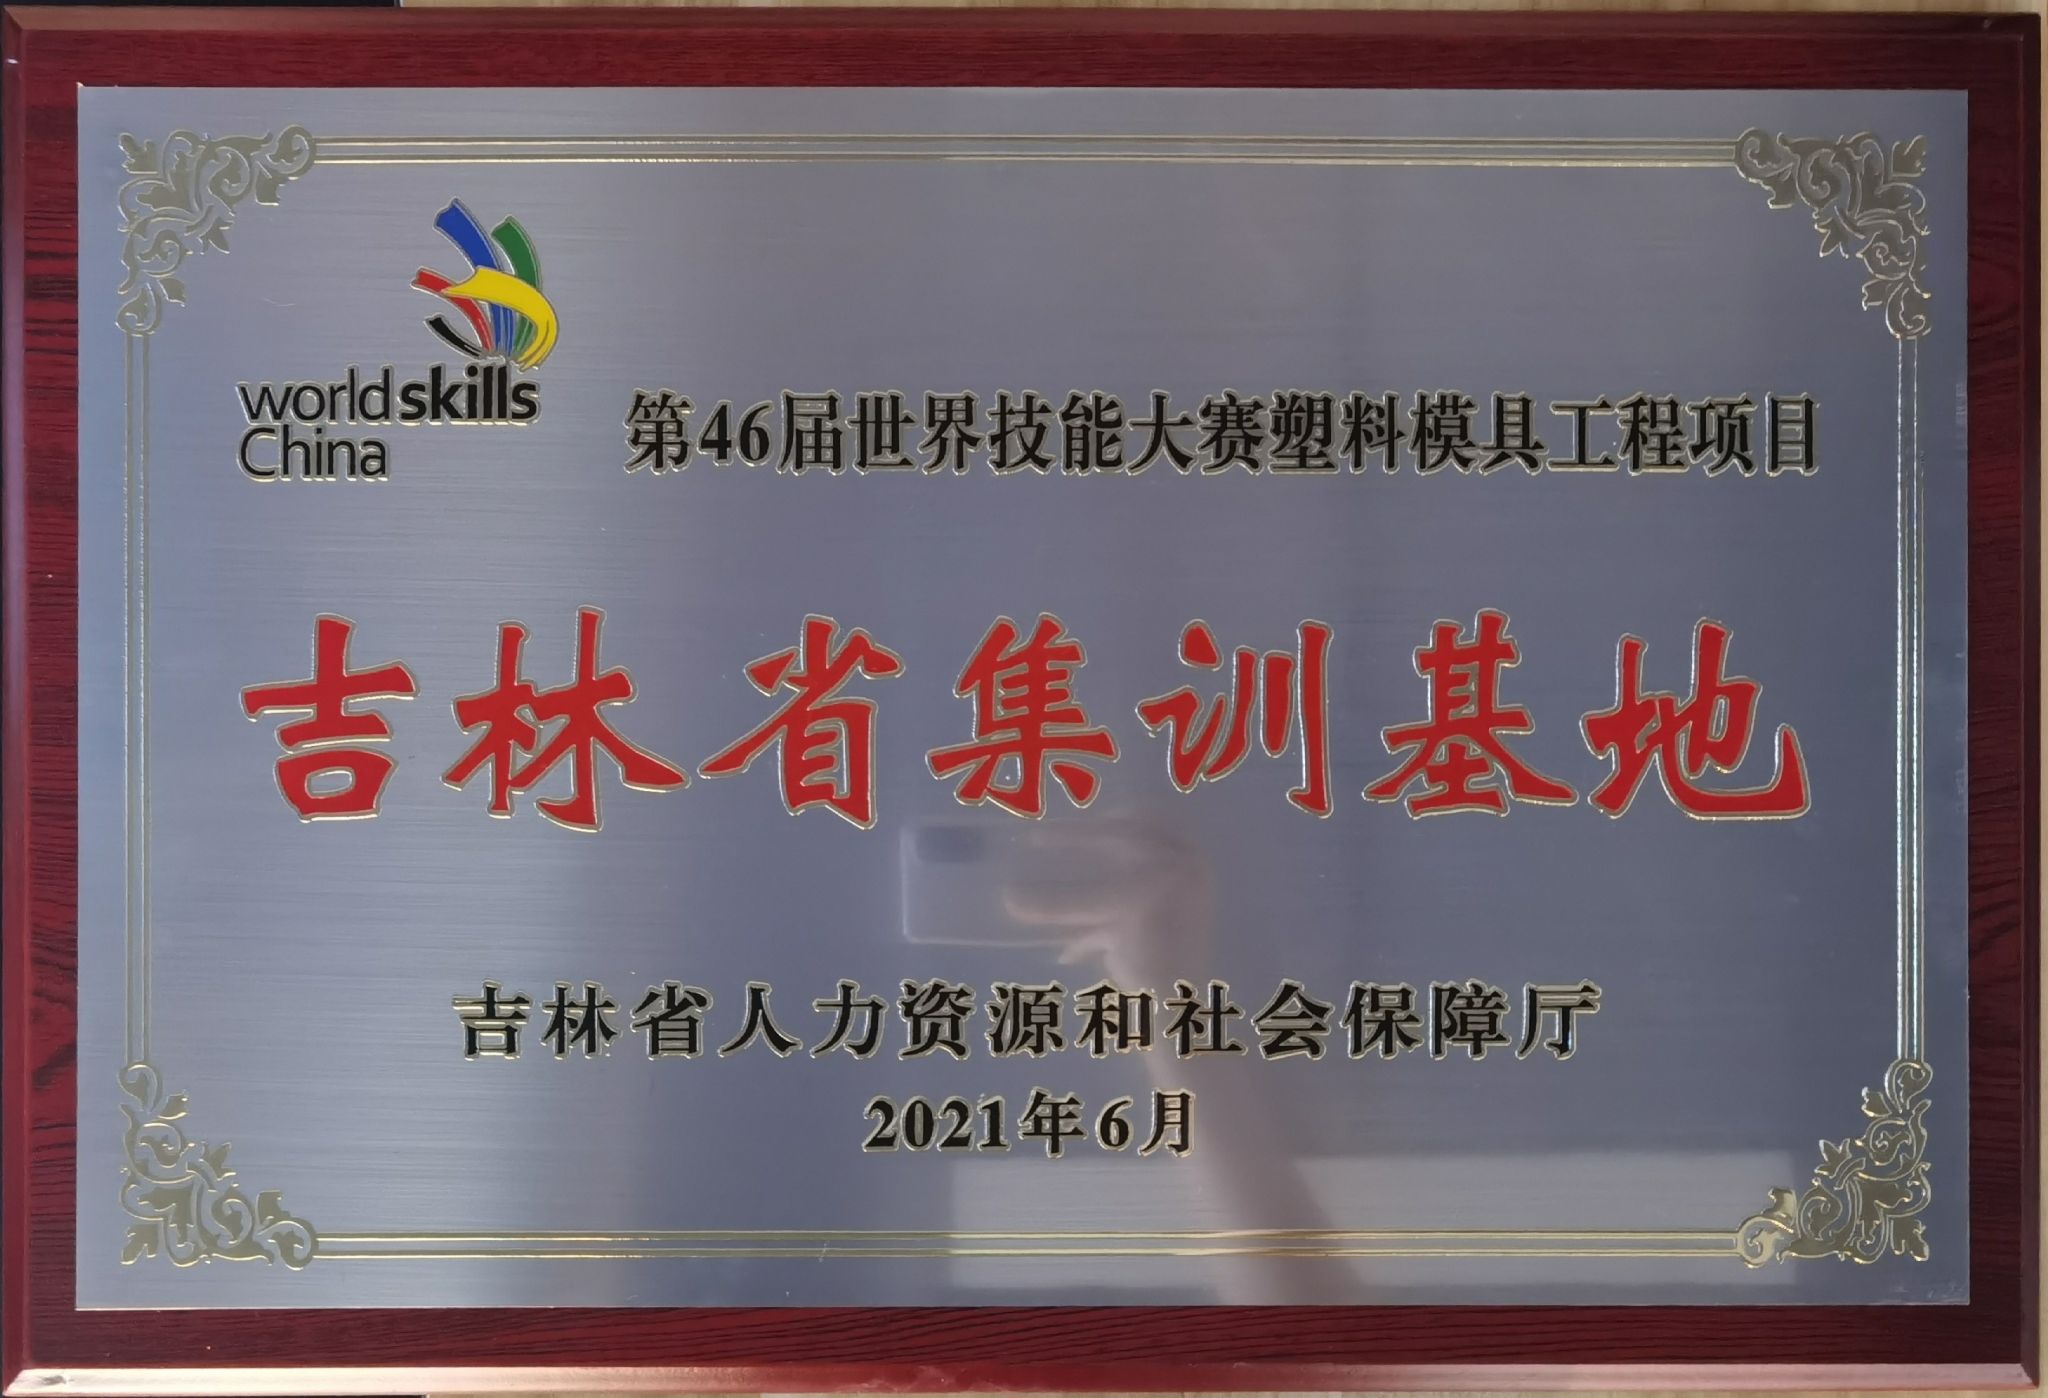 worldskills
China
第46届世界技能大赛塑料模具工程项目
吉林省集训基地
吉林省人力资源和社会保障厅
2021年6月